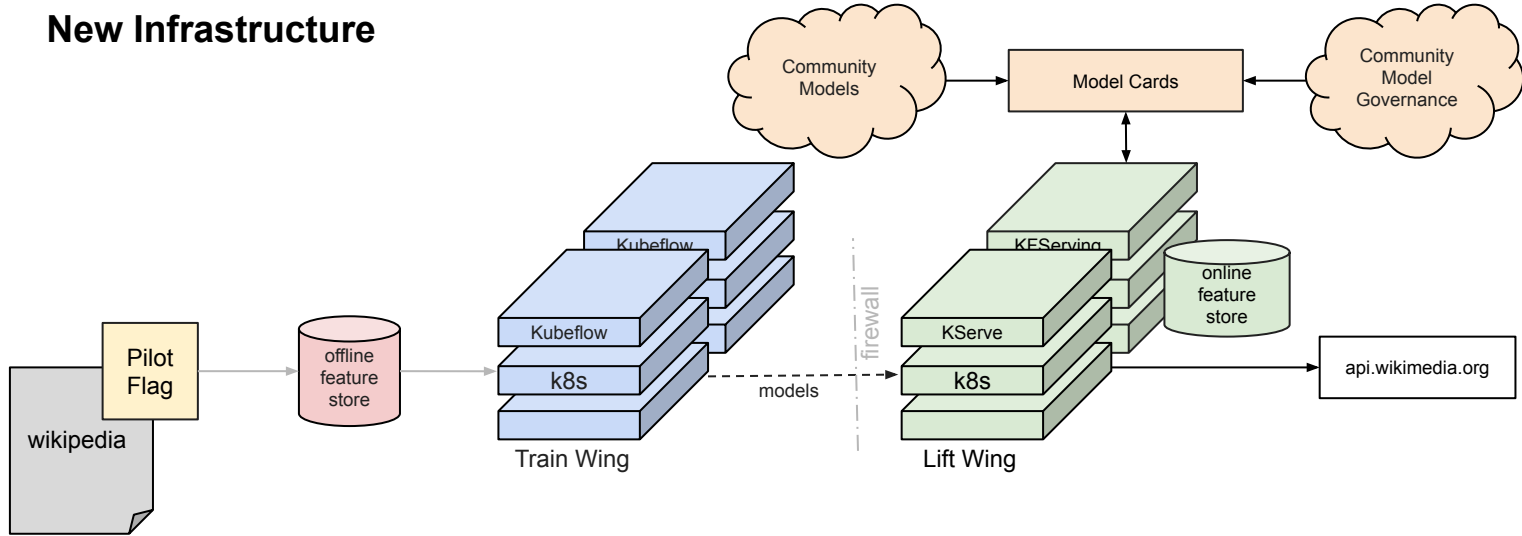 New Infrastructure
Community
Models
Model Cards
Community
Model
Governance
Kubeflow
KFServing
online
feature
store
firewall
Kubeflow
KServe
Pilot
Flag
offline
feature
store
k8s
models
k8s
api.wikimedia.org
wikipedia
Train Wing
Lift Wing